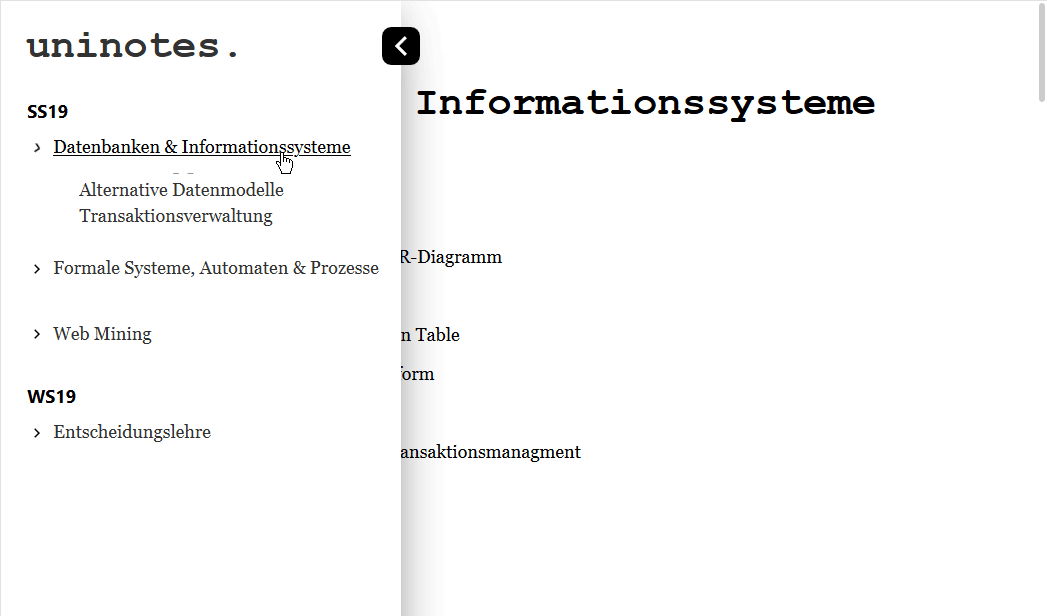 uninotes.
Informationssysteme
SS19
Datenbanken & Informationssysteme
Alternative Datenmodelle
Transaktionsverwaltung
R-Diagramm
Formale Systeme, Automaten & Prozesse
Web Mining
n Table
form
WS19
Entscheidungslehre
ansaktionsmanagment